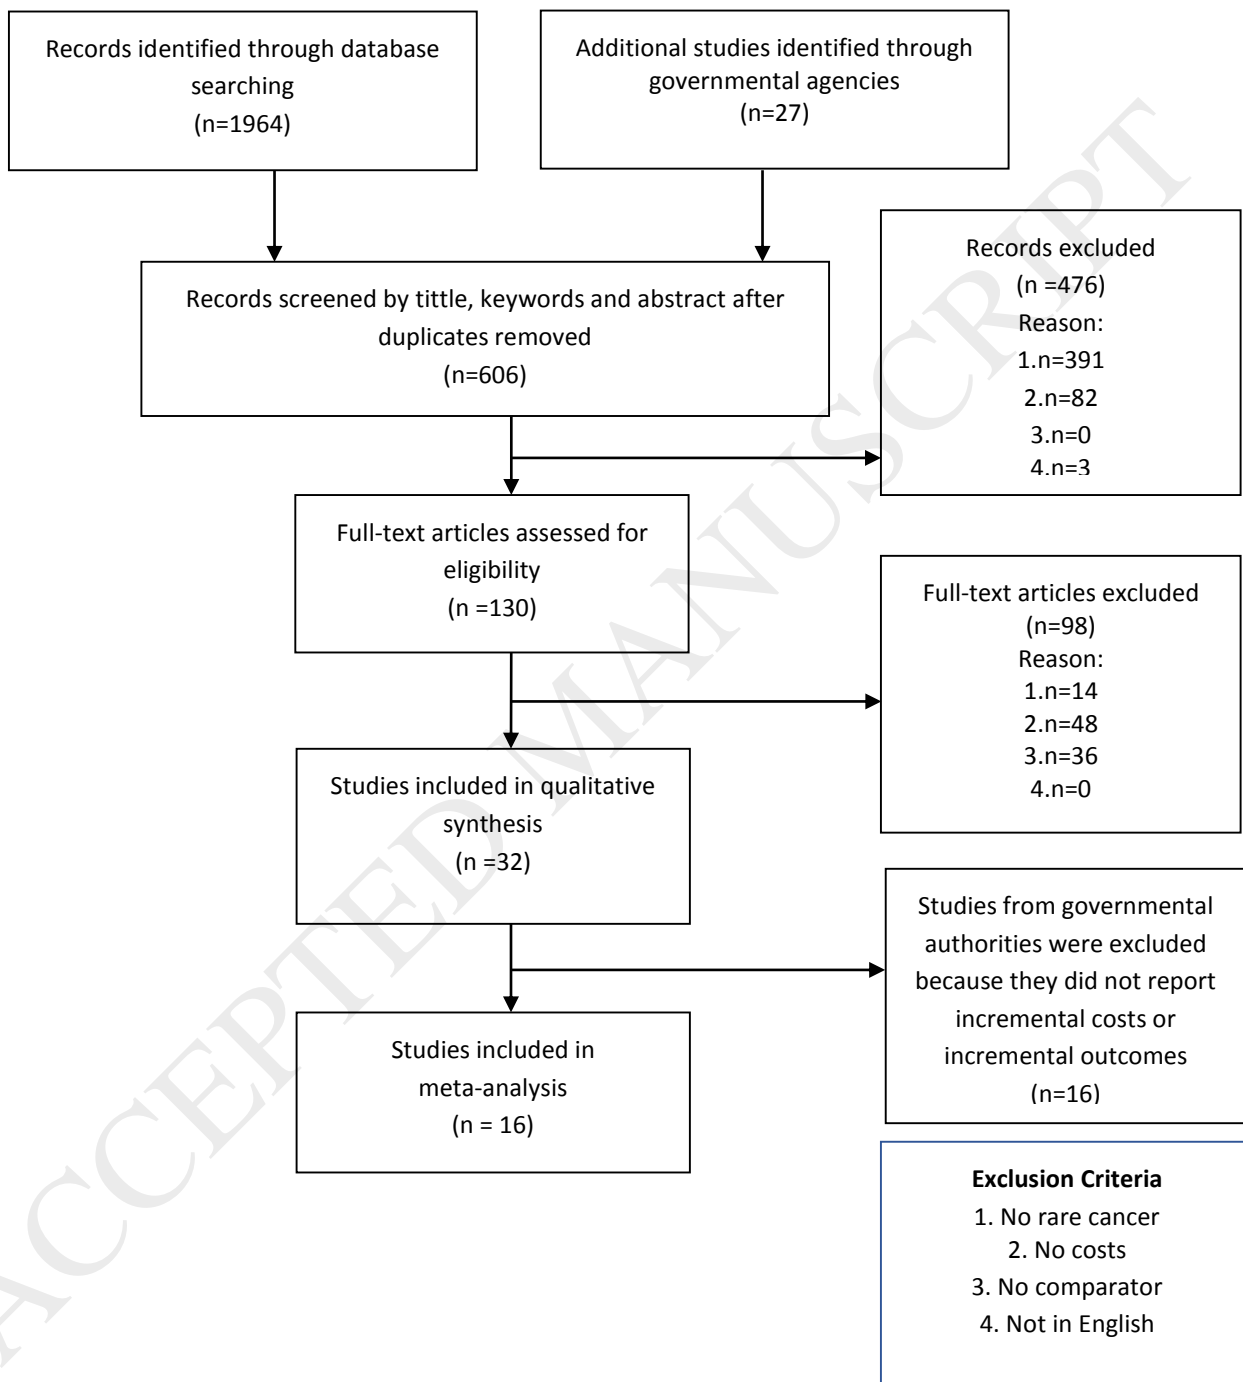 Records identified through database
searching
(n=1964)
Additional studies identified through
governmental agencies
(n=27)
Records screened by tittle, keywords and abstract after
duplicates removed
(n=606)
Records excluded
(n =476)
Reason:
1.n=391
2.n=82
3.n=0
4.n=3
Full-text articles assessed for
eligibility
(n =130)
Full-text articles excluded
(n=98)
Reason:
1.n=14
2.n=48
3.n=36
4.n=0
Studies included in qualitative
synthesis
(n =32)
Studies from governmental
authorities were excluded
because they did not report
incremental costs or
incremental outcomes
(n=16)
Studies included in
meta-analysis
(n = 16)
Exclusion Criteria
1. No rare cancer
2. No costs
3. No comparator
4. Not in English
ACCEPTED MANUSCRIPT